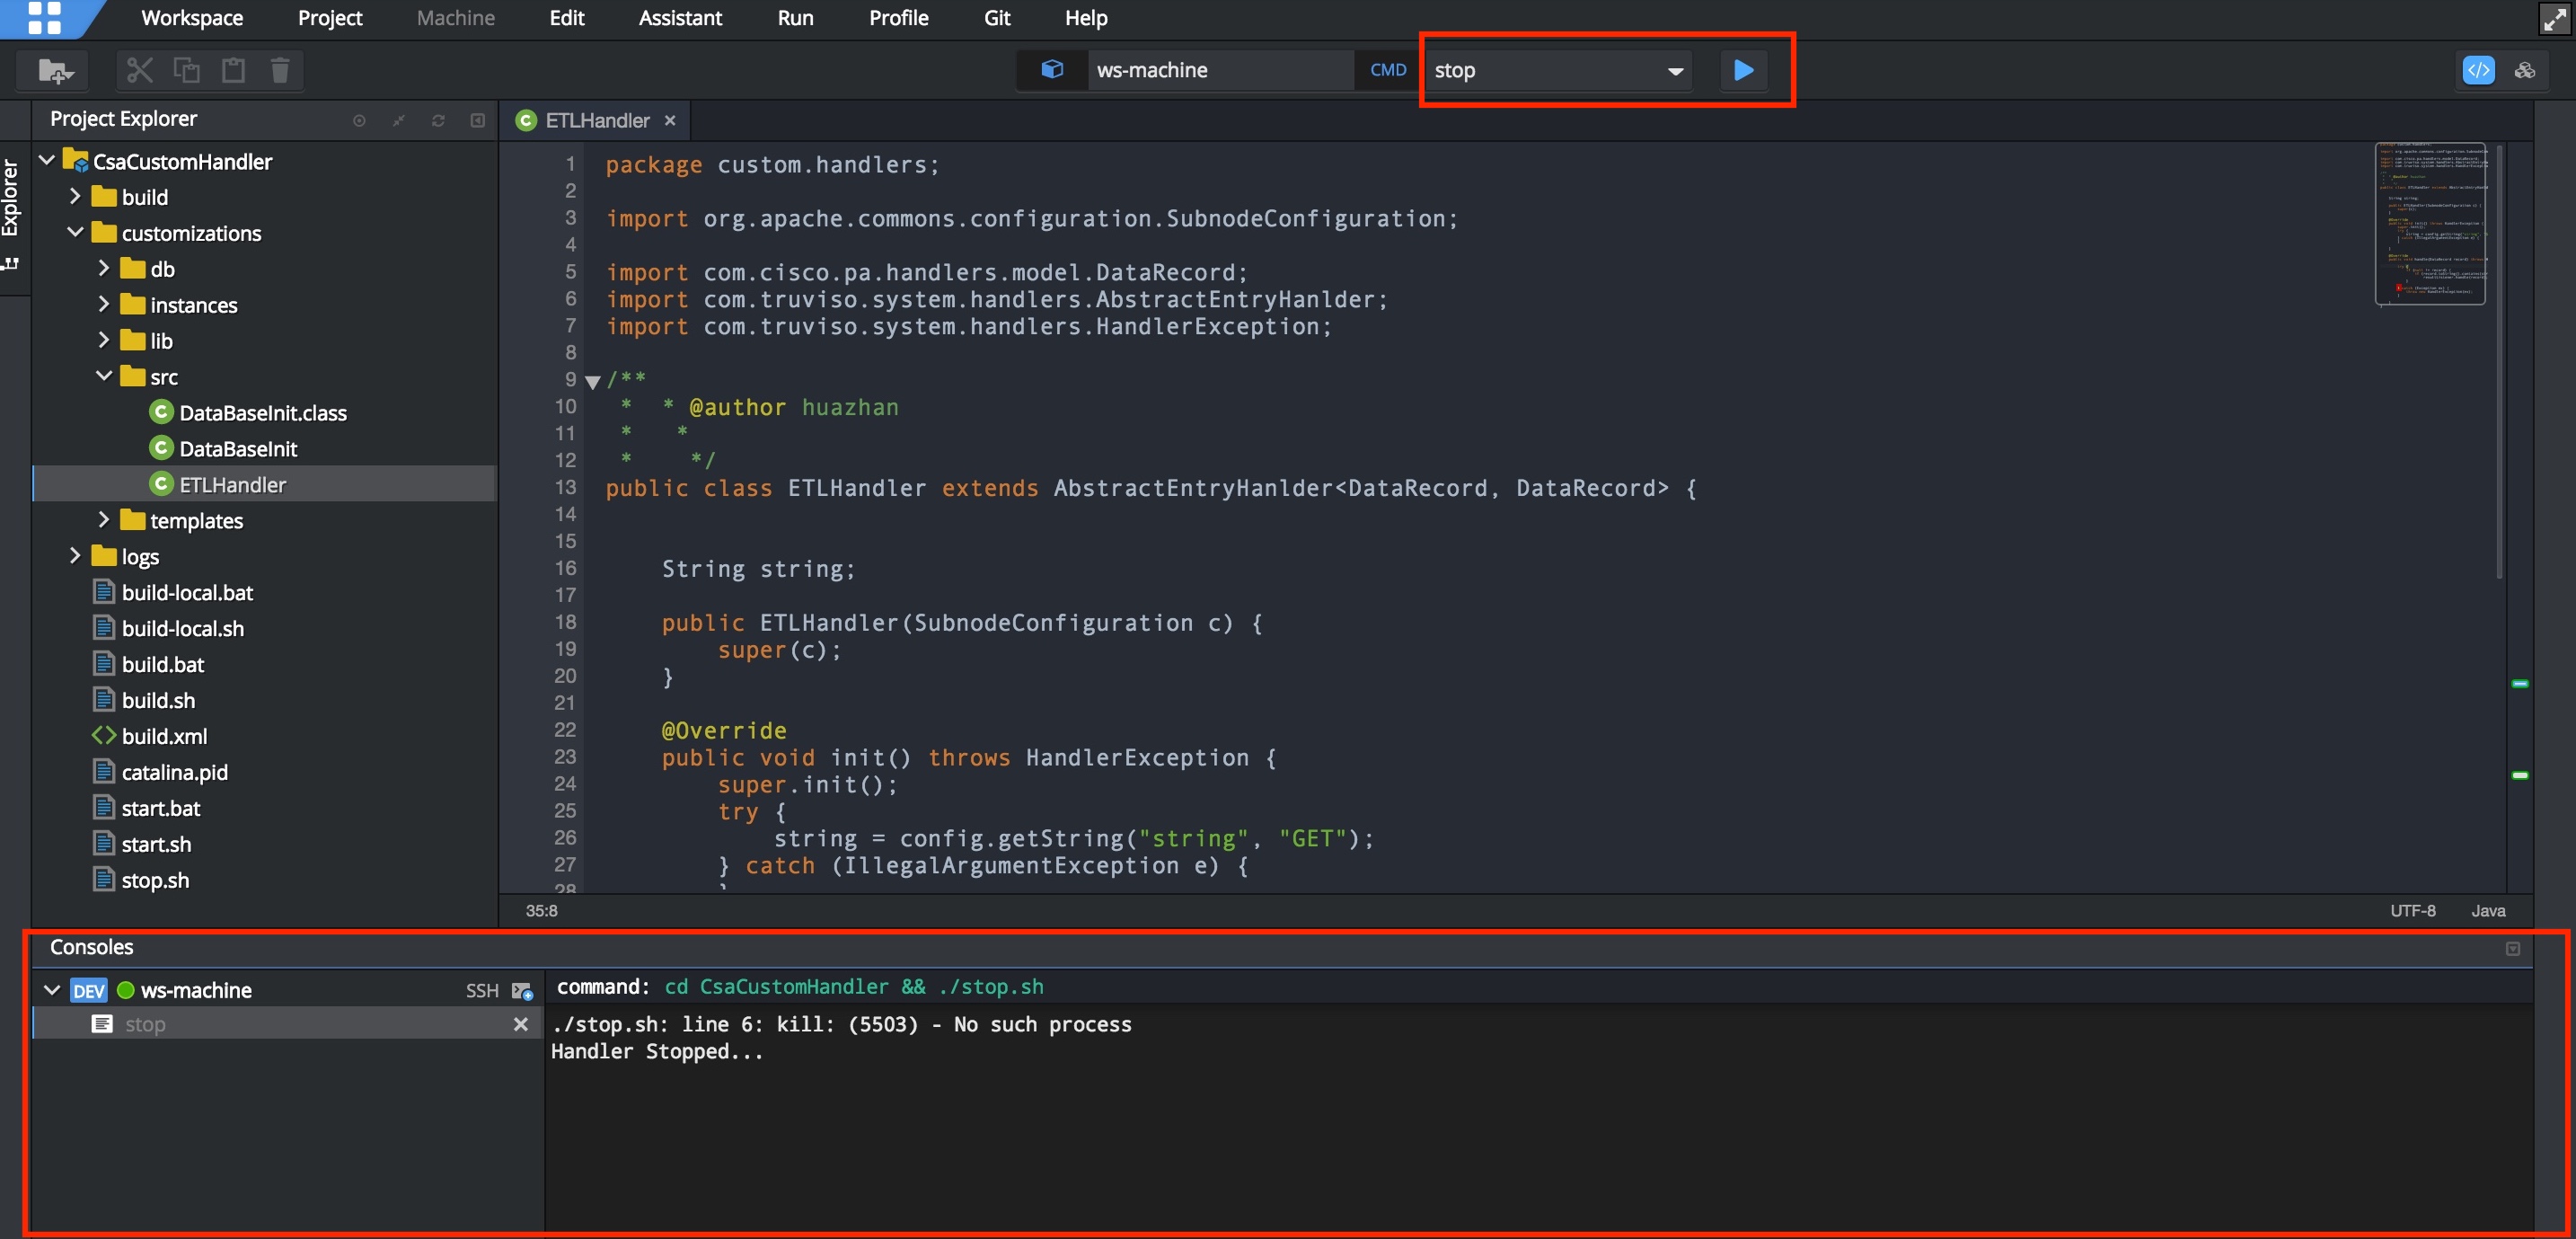 Workspace Project Machine Edit Assistant Run Profile Git Help
ws-machine CMD stop
Explorer
Project Explorer
CsaCustomHandler
build
customizations
db
instances
lib
src
DataBaseInit.class
DataBaseInit
ETLHandler
templates
logs
build-local.bat
build-local.sh
build.bat
build.sh
build.xml
catalina.pid
start.bat
start.sh
stop.sh
ETLHandler
1 package custom.handlers;
2
3 import org.apache.commons.configuration.SubnodeConfiguration;
4
5 import com.cisco.pa.handlers.model.DataRecord;
6 import com.truviso.system.handlers.AbstractEntryHanlder;
7 import com.truviso.system.handlers.HandlerException;
8
9 /**
10 * * @author huazhan
11 * *
12 * */
13 public class ETLHandler extends AbstractEntryHanlder<DataRecord, DataRecord> {
14
15
16 String string;
17
18 public ETLHandler(SubnodeConfiguration c) {
19 super(c);
20 }
21
22 @Override
23 public void init() throws HandlerException {
24 super.init();
25 try {
26 string = config.getString("string", "GET");
27 } catch (IllegalArgumentException e) {
28 }
35:8 UTF-8 Java
Consoles
DEV ws-machine SSH
stop
command: cd CsaCustomHandler && ./stop.sh
./stop.sh: line 6: kill: (5503) - No such process
Handler Stopped...